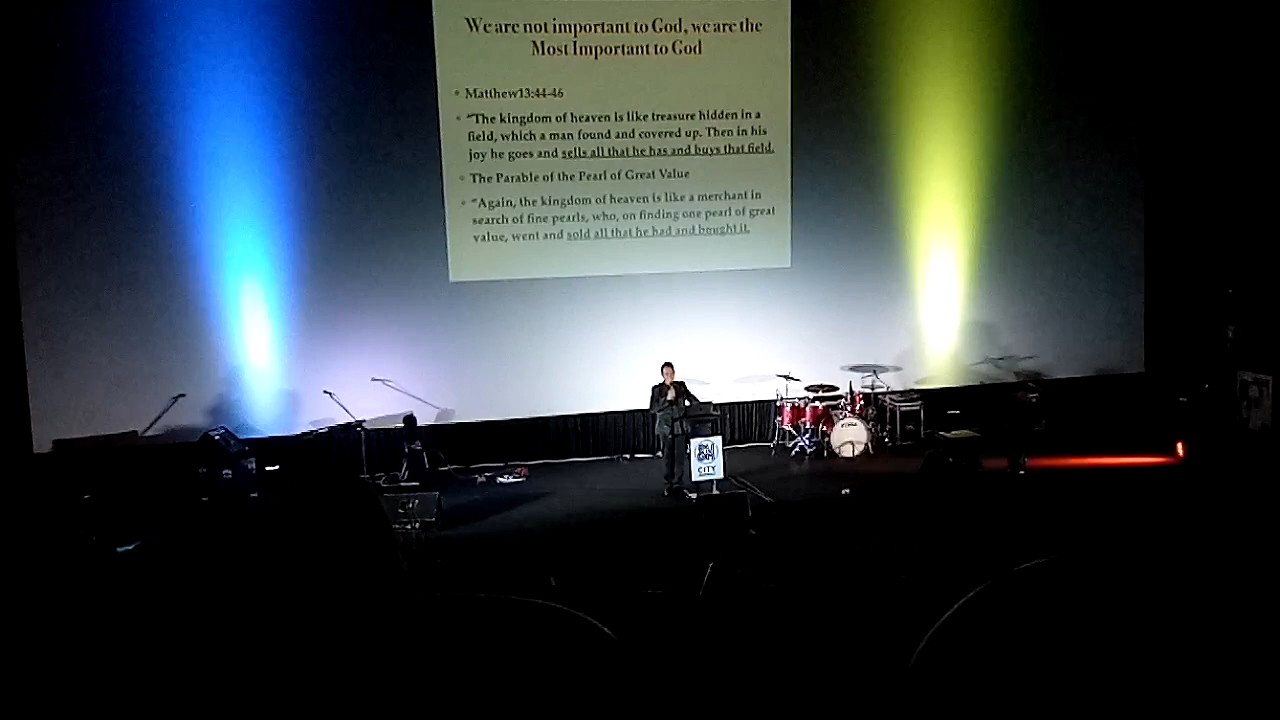 We are not important to God, we are the
Most Important to God
Matthew13:44-46
"The kingdom of heaven is like treasure hidden in a
field, which a man found and covered up. Then in his
joy he goes and sells all that he has and buys that field.
The Parable of the Pearl of Great Value
"Again, the kingdom of heaven is like a merchant in
search of fine pearls, who, on finding one pearl of great
value, went and sold all that he had and bought it.
CITY